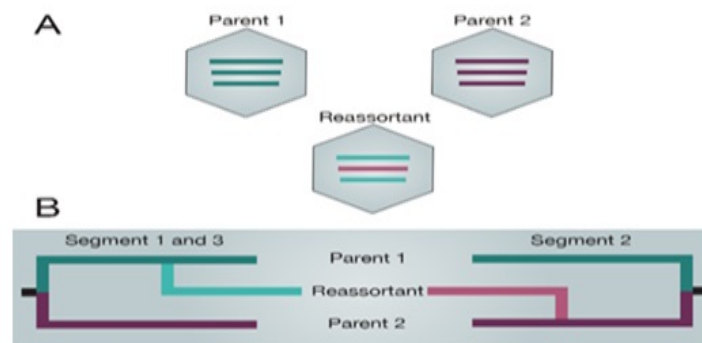 A
Parent 1
Parent 2
Reassortant
B
Segment 1 and 3
Segment 2
Parent 1
Reassortant
Parent 2